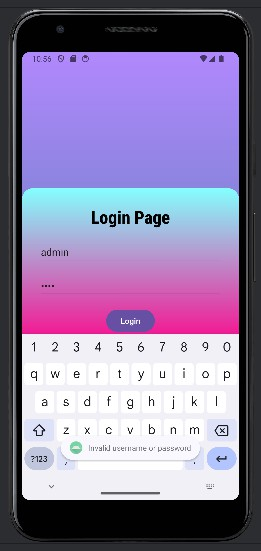 10:56
Login Page
admin
••••
Login
1 2 3 4 5 6 7 8 9 0
q w e r t y u i o p
a s d f g h j k l
z x c v b n m
?123 , .
Invalid username or password